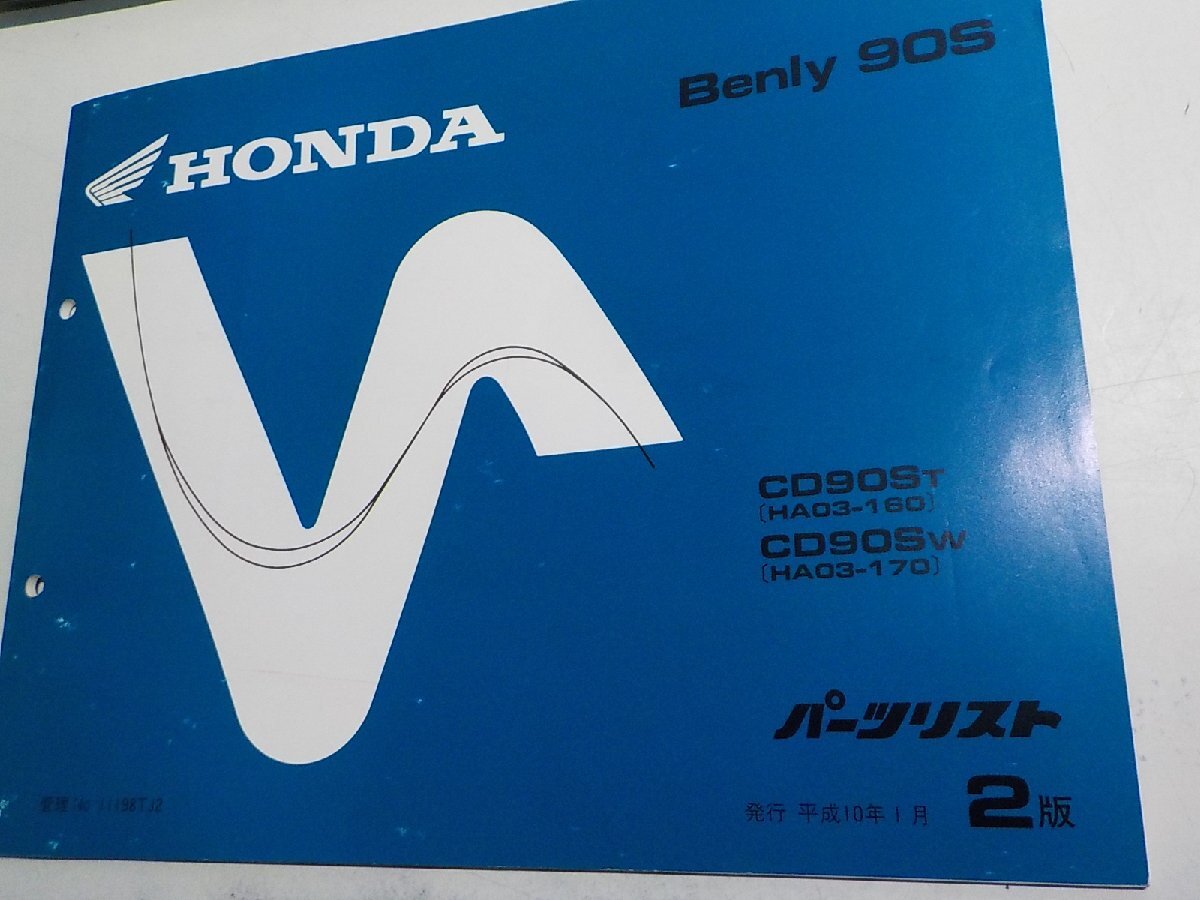 Benly 90S
HONDA
CD90ST
[HA03-160]
CD90SW
[HA03-170]
パーツリスト
発行 平成10年1月 2版